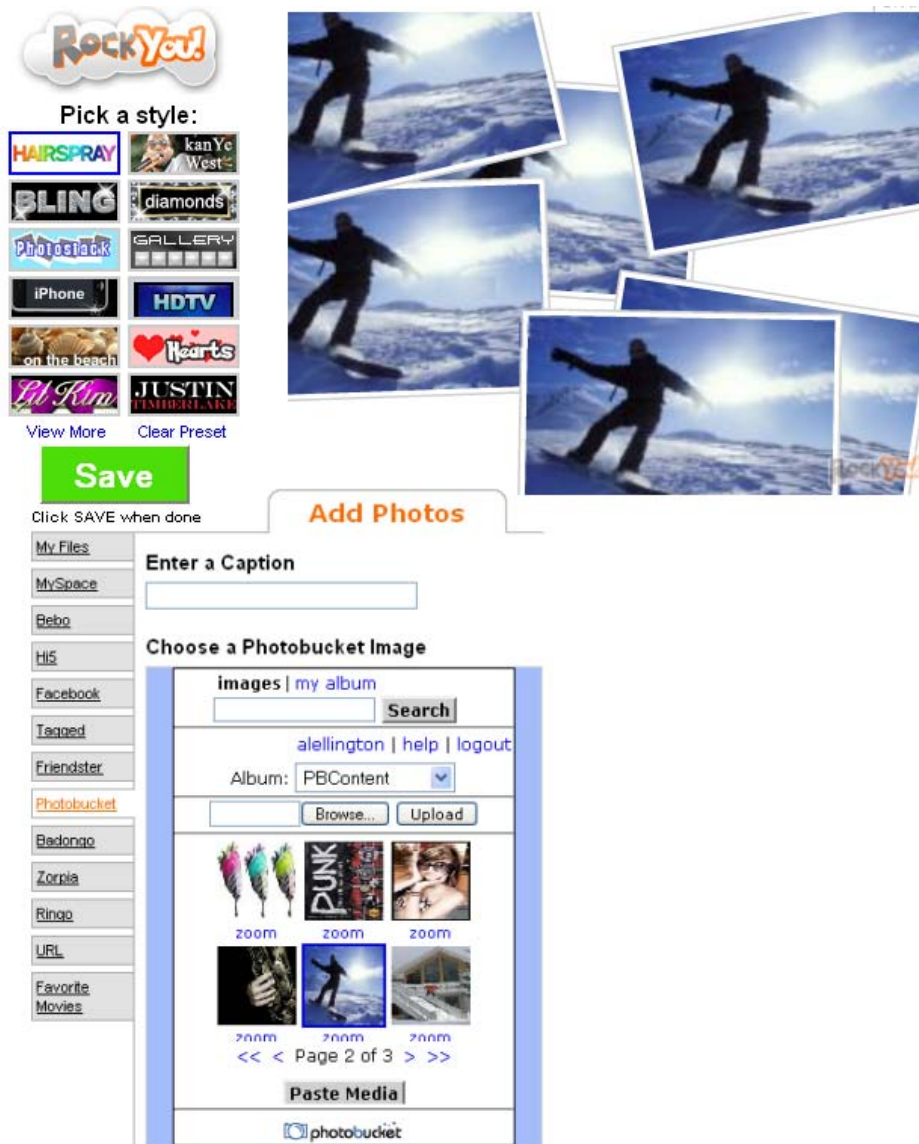 RockYou!
Pick a style:
HAIRSPRAY
kanYe West
BLING
diamonds
Photostack
GALLERY
iPhone
HDTV
on the beach
Hearts
Lil Kim
JUSTIN TIMBERLAKE
View More
Clear Preset
Save
Click SAVE when done
RockYou!
Add Photos
My Files
MySpace
Bebo
Hi5
Facebook
Tagged
Friendster
Photobucket
Badongo
Zorpia
Ringo
URL
Favorite
Movies
Enter a Caption
Choose a Photobucket Image
images | my album
Search
alellington | help | logout
Album: PBContent
Browse... Upload
PUNK
zoom zoom zoom
zoom zoom zoom
<< < Page 2 of 3 > >>
Paste Media
photobucket